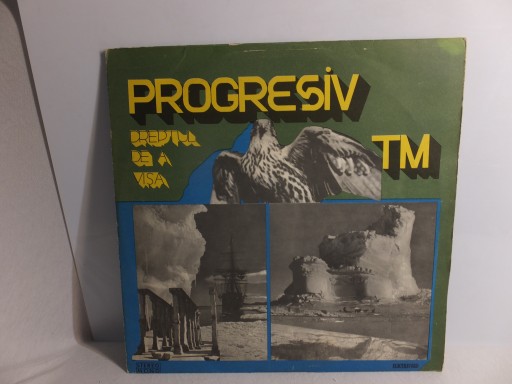 PROGRESiV
TM
DREPTUL
DE A
VISA